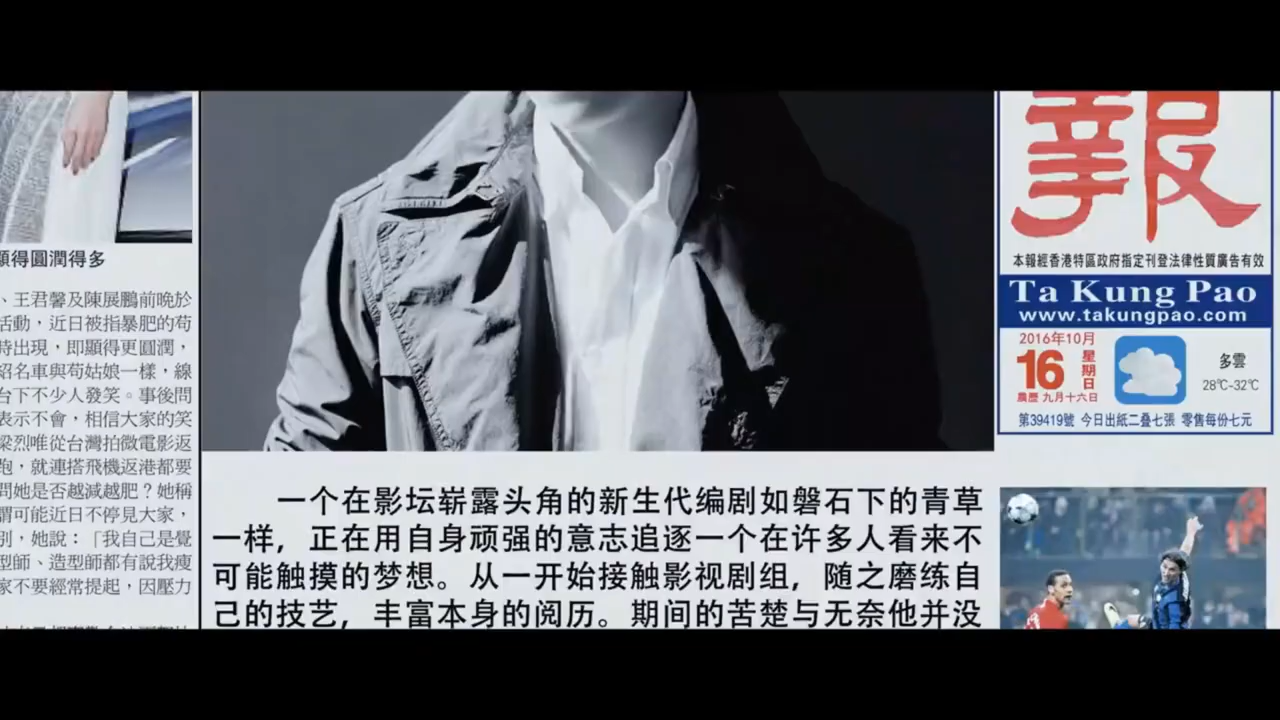 顯得圓潤得多
、王君馨及陳展鵬前晚於
活動，近日被指暴肥的苟
時出現，即顯得更圓潤，
紹名車與苟姑娘一樣，線
台下不少人發笑。事後問
表示不會，相信大家的笑
梁烈唯從台灣拍微電影返
抱，就連搭飛機返港都要
問她是否越減越肥？她稱
謂可能近日不停見大家，
別，她說：「我自己是覺
型師、造型師都有說我瘦
家不要經常提起，因壓力
一个在影坛崭露头角的新生代编剧如磐石下的青草
一样，正在用自身顽强的意志追逐一个在许多人看来不
可能触摸的梦想。从一开始接触影视剧组，随之磨练自
己的技艺，丰富本身的阅历。期间的苦楚与无奈他并没
報
本報經香港特區政府指定刊登法律性質廣告有效
Ta Kung Pao
www.takungpao.com
2016年10月
16
星期日
農歷 九月十六日
多雲
28℃-32℃
第39419號 今日出紙二叠七張 零售每份七元